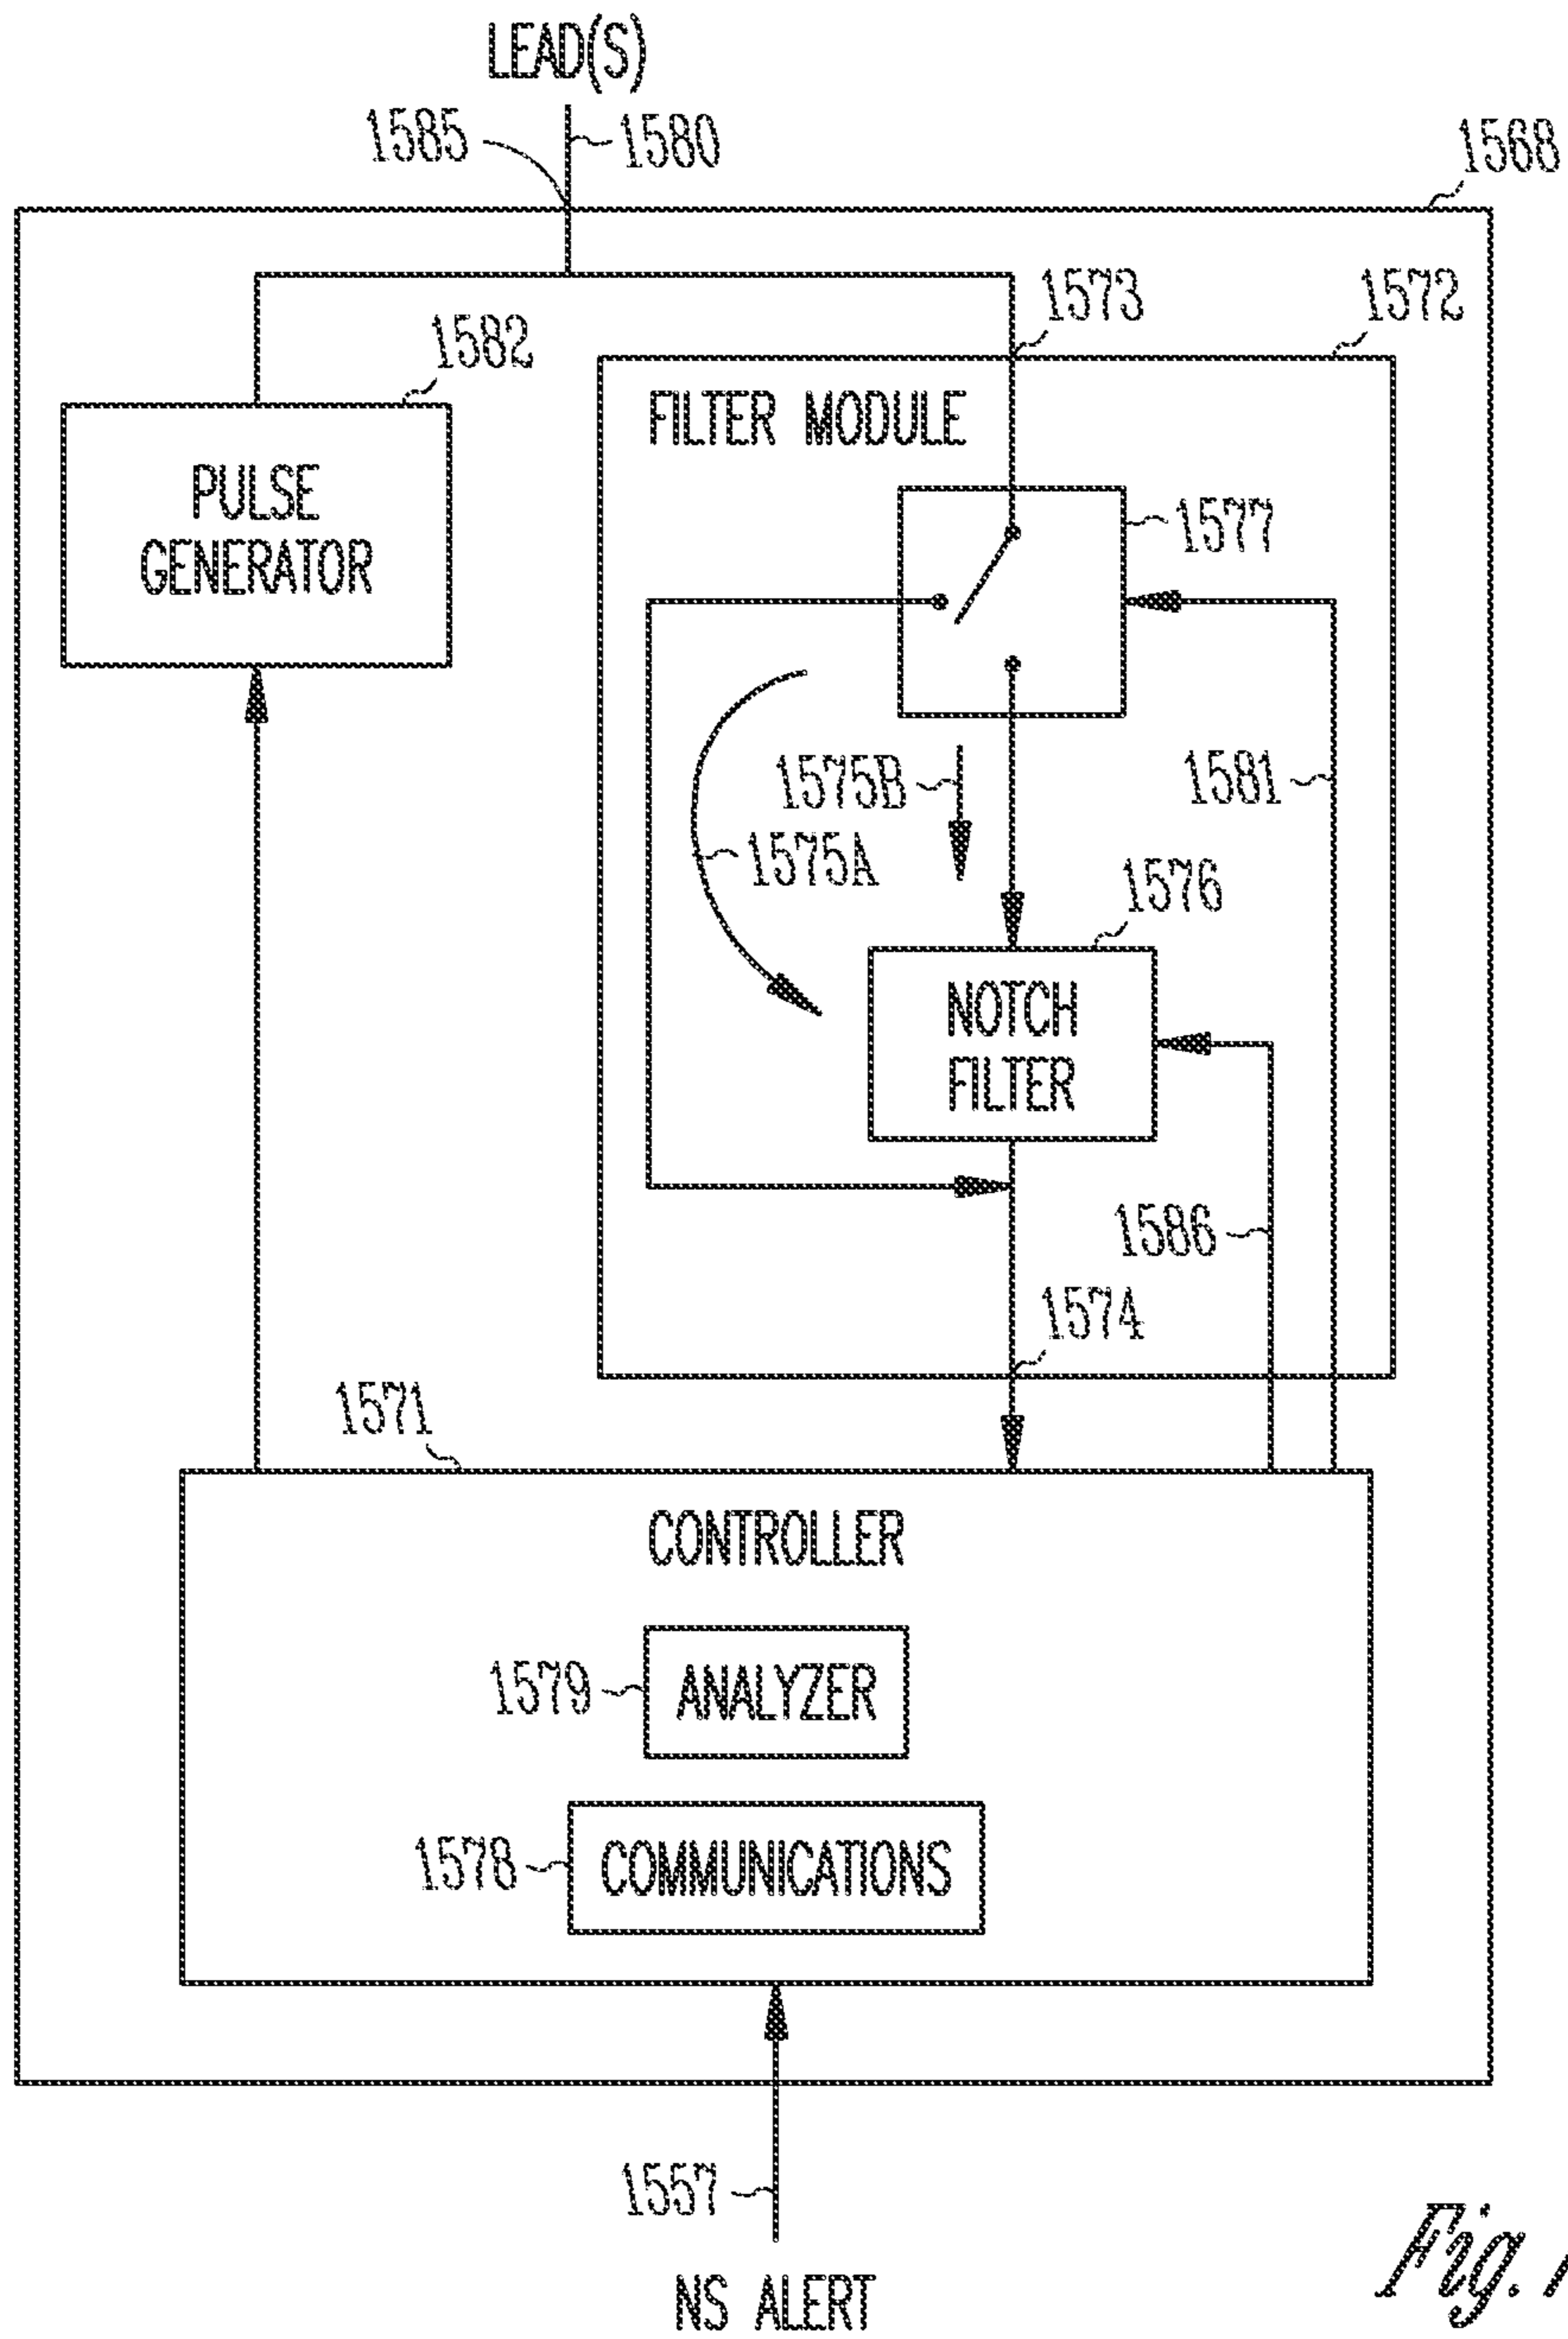 LEAD(S)
1585
1580
1568
1573
1572
1582
FILTER MODULE
PULSE
GENERATOR
1577
1575B
1581
1575A
1576
NOTCH
FILTER
1586
1574
1571
CONTROLLER
1579
ANALYZER
1578
COMMUNICATIONS
1557
NS ALERT
Fig.